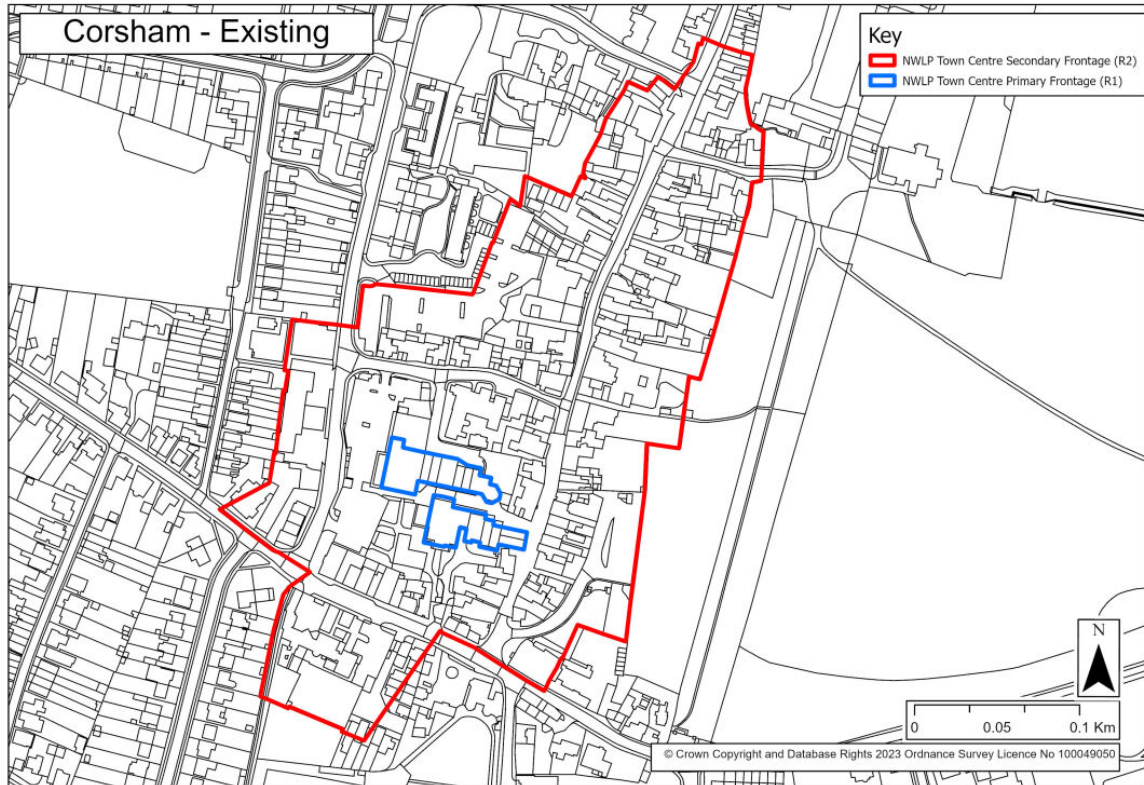 Corsham - Existing
Key
NWLP Town Centre Secondary Frontage (R2)
NWLP Town Centre Primary Frontage (R1)
N
0 0.05 0.1 Km
© Crown Copyright and Database Rights 2023 Ordnance Survey Licence No 100049050